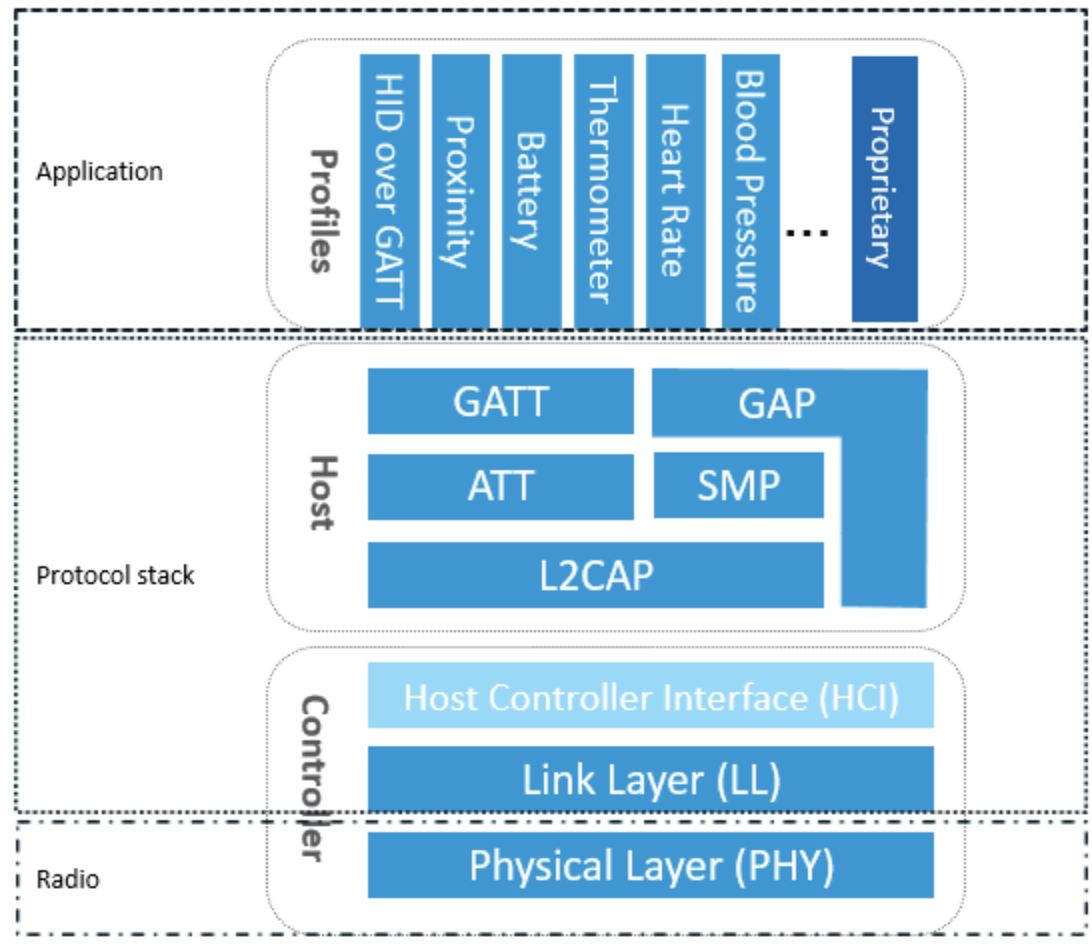 Application
Profiles
HID over GATT
Proximity
Battery
Thermometer
Heart Rate
Blood Pressure
...
Proprietary
Protocol stack
Host
GATT
GAP
ATT
SMP
L2CAP
Controller
Host Controller Interface (HCI)
Link Layer (LL)
Radio
Physical Layer (PHY)